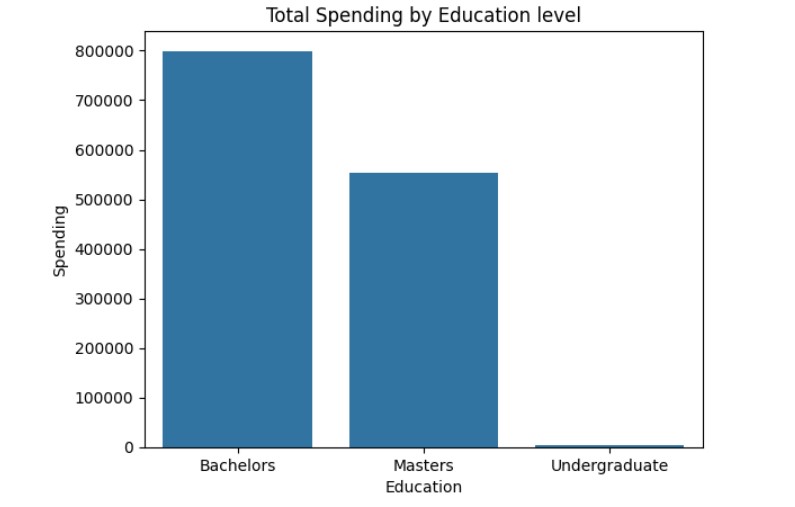 Total Spending by Education level
800000
700000
600000
500000
400000
300000
200000
100000
0
Spending
Bachelors Masters Undergraduate
Education